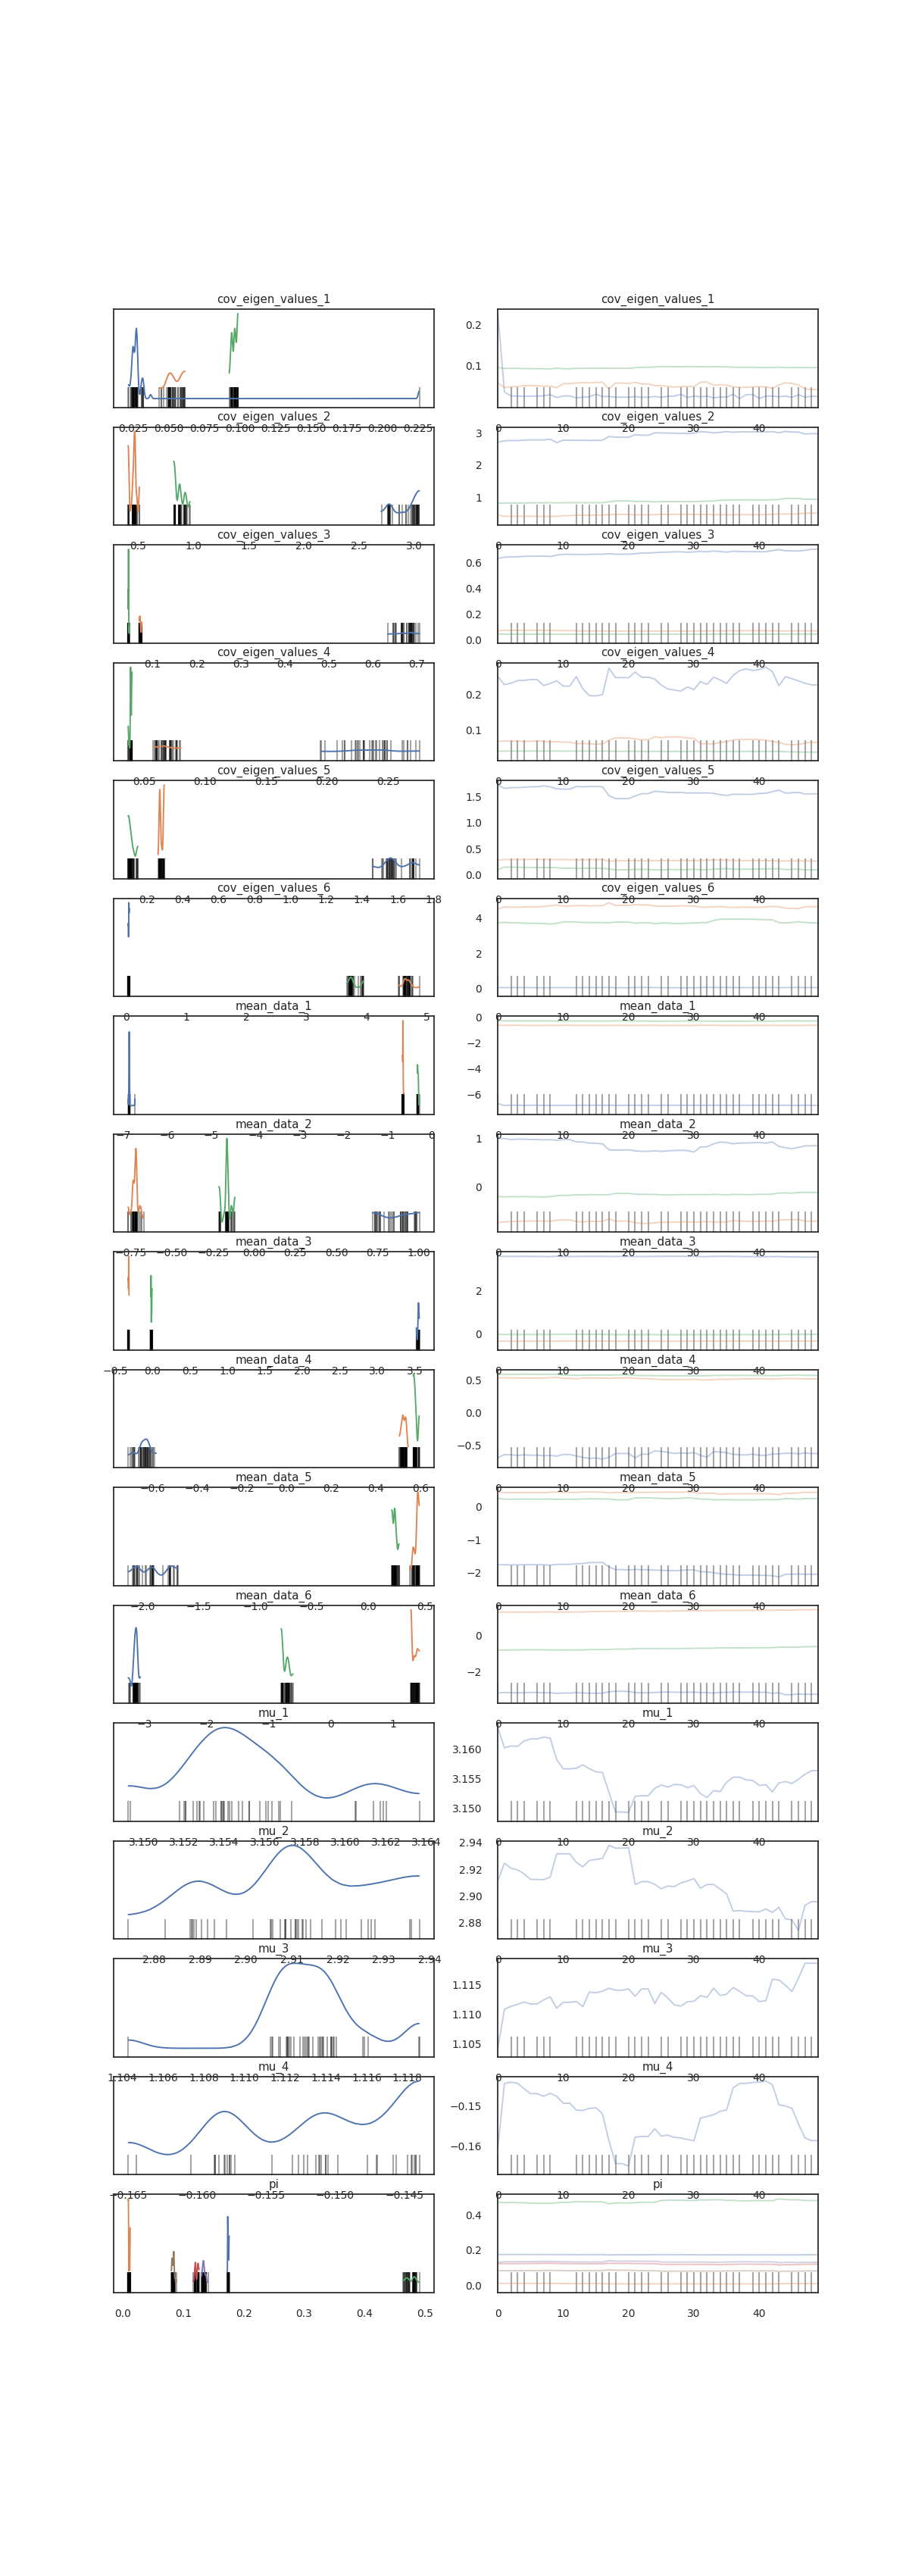 cov_eigen_values_1 cov_eigen_values_1
0.2
0.1
cov_eigen_values_2 cov_eigen_values_2
0.025 0.050 0.075 0.100 0.125 0.150 0.175 0.200 0.225 0 10 20 30 40
3
2
1
cov_eigen_values_3 cov_eigen_values_3
0.5 1.0 1.5 2.0 2.5 3.0 0 10 20 30 40
0.6
0.4
0.2
0.0
cov_eigen_values_4 cov_eigen_values_4
0.1 0.2 0.3 0.4 0.5 0.6 0.7 0 10 20 30 40
0.2
0.1
cov_eigen_values_5 cov_eigen_values_5
0.05 0.10 0.15 0.20 0.25 0 10 20 30 40
1.5
1.0
0.5
0.0
cov_eigen_values_6 cov_eigen_values_6
0.2 0.4 0.6 0.8 1.0 1.2 1.4 1.6 1.8 0 10 20 30 40
4
2
0
mean_data_1 mean_data_1
0 1 2 3 4 5 0 10 20 30 40
0
−2
−4
−6
mean_data_2 mean_data_2
−7 −6 −5 −4 −3 −2 −1 0 0 10 20 30 40
1
0
mean_data_3 mean_data_3
−0.75 −0.50 −0.25 0.00 0.25 0.50 0.75 1.00 0 10 20 30 40
2
0
mean_data_4 mean_data_4
−0.5 0.0 0.5 1.0 1.5 2.0 2.5 3.0 3.5 0 10 20 30 40
0.5
0.0
−0.5
mean_data_5 mean_data_5
−0.6 −0.4 −0.2 0.0 0.2 0.4 0.6 0 10 20 30 40
0
−1
−2
mean_data_6 mean_data_6
−2.0 −1.5 −1.0 −0.5 0.0 0.5 0 10 20 30 40
0
−2
mu_1 mu_1
−3 −2 −1 0 1 0 10 20 30 40
3.160
3.155
3.150
mu_2 mu_2
3.150 3.152 3.154 3.156 3.158 3.160 3.162 3.164 0 10 20 30 40
2.94
2.92
2.90
2.88
mu_3 mu_3
2.88 2.89 2.90 2.91 2.92 2.93 2.94 0 10 20 30 40
1.115
1.110
1.105
mu_4 mu_4
1.104 1.106 1.108 1.110 1.112 1.114 1.116 1.118 0 10 20 30 40
−0.15
−0.16
pi pi
−0.165 −0.160 −0.155 −0.150 −0.145 0 10 20 30 40
0.4
0.2
0.0
0.0 0.1 0.2 0.3 0.4 0.5 0 10 20 30 40